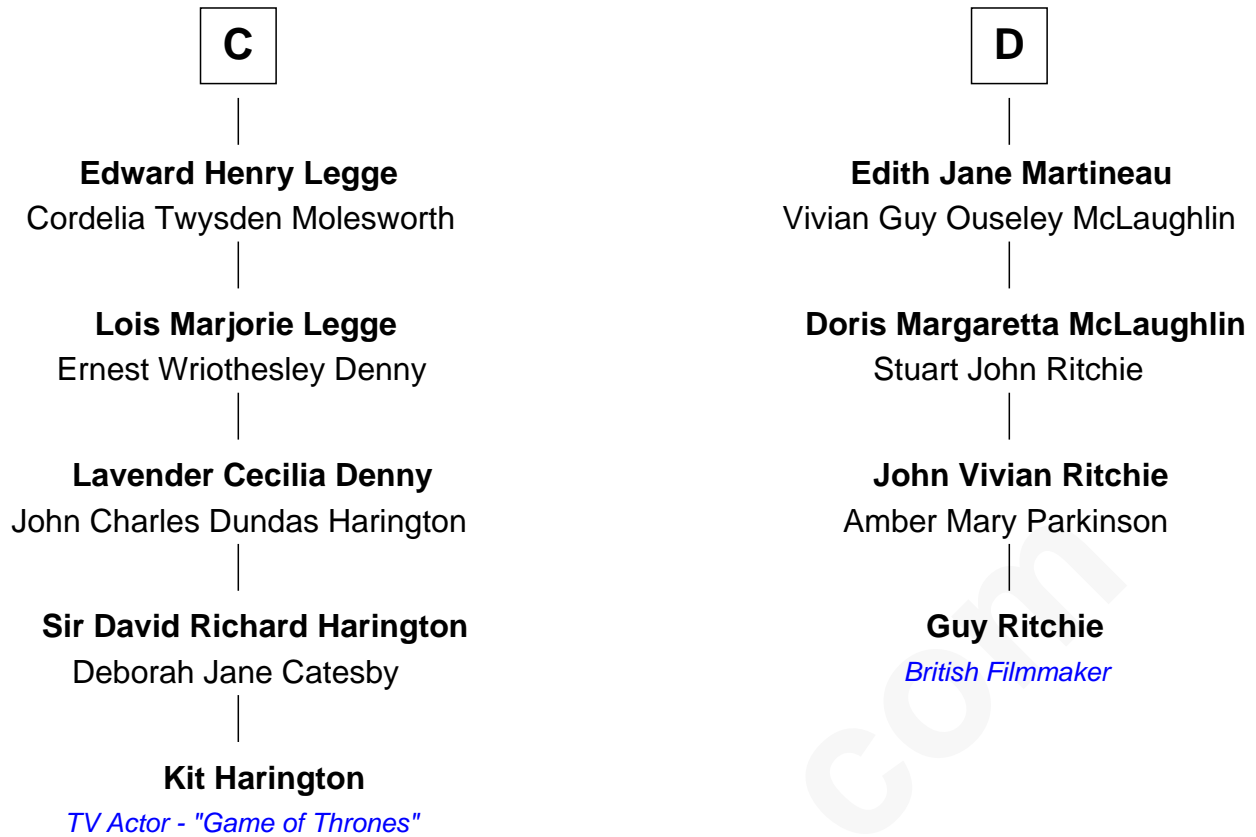 C
Edward Henry Legge
Cordelia Twysden Molesworth
Lois Marjorie Legge
Ernest Wriothesley Denny
Lavender Cecilia Denny
John Charles Dundas Harington
Sir David Richard Harington
Deborah Jane Catesby
Kit Harington
TV Actor - "Game of Thrones"
D
Edith Jane Martineau
Vivian Guy Ouseley McLaughlin
Doris Margaretta McLaughlin
Stuart John Ritchie
John Vivian Ritchie
Amber Mary Parkinson
Guy Ritchie
British Filmmaker
com